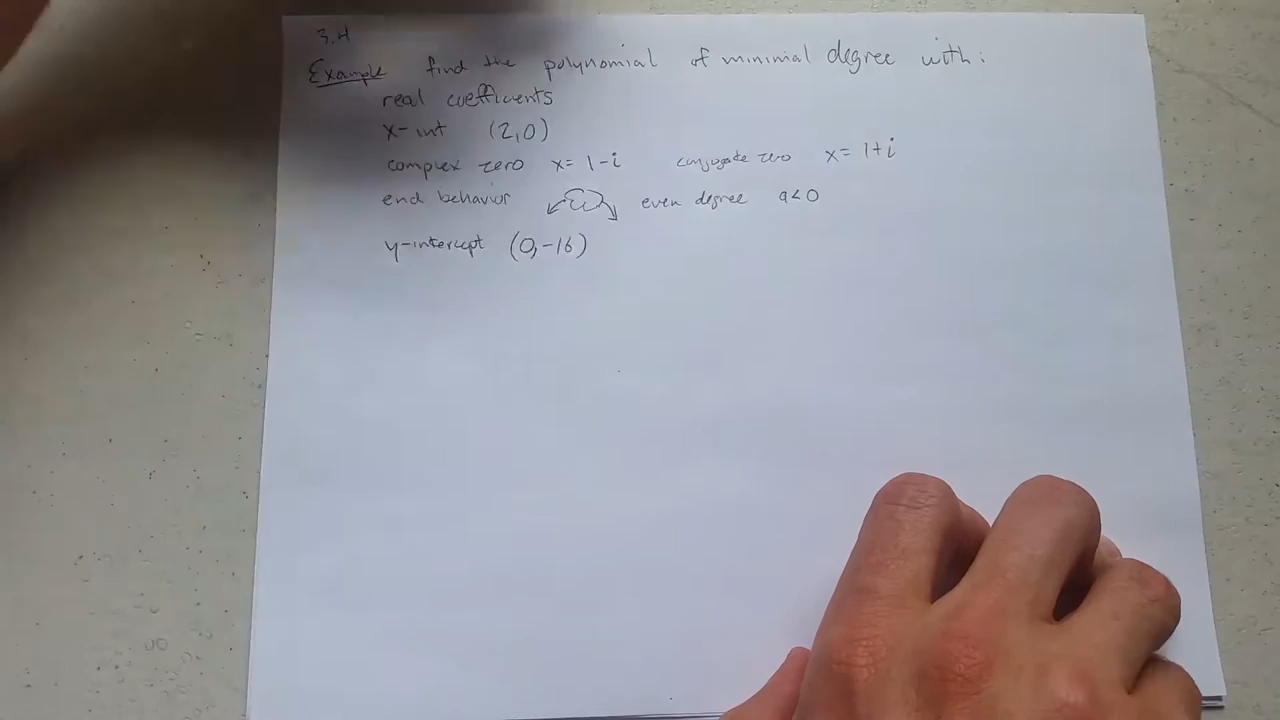 3.4
Example find the polynomial of minimal degree with:
real coefficients
x-int (2,0)
complex zero x= 1-i conjugate zero x= 1+i
end behavior even degree a<0
y-intercept (0,-16)